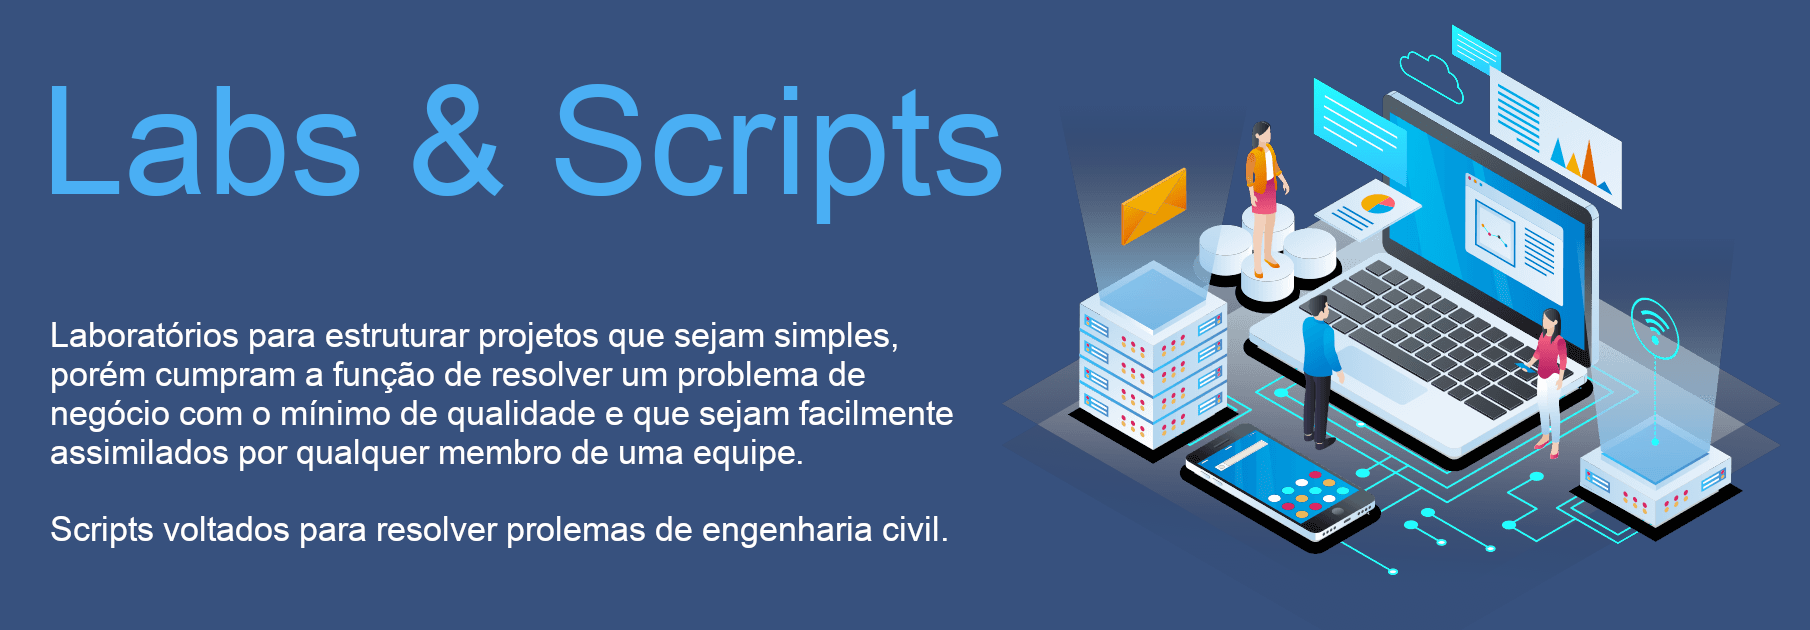 Labs & Scripts
Laboratórios para estruturar projetos que sejam simples,
porém cumpram a função de resolver um problema de
negócio com o mínimo de qualidade e que sejam facilmente
assimilados por qualquer membro de uma equipe.
Scripts voltados para resolver prolemas de engenharia civil.